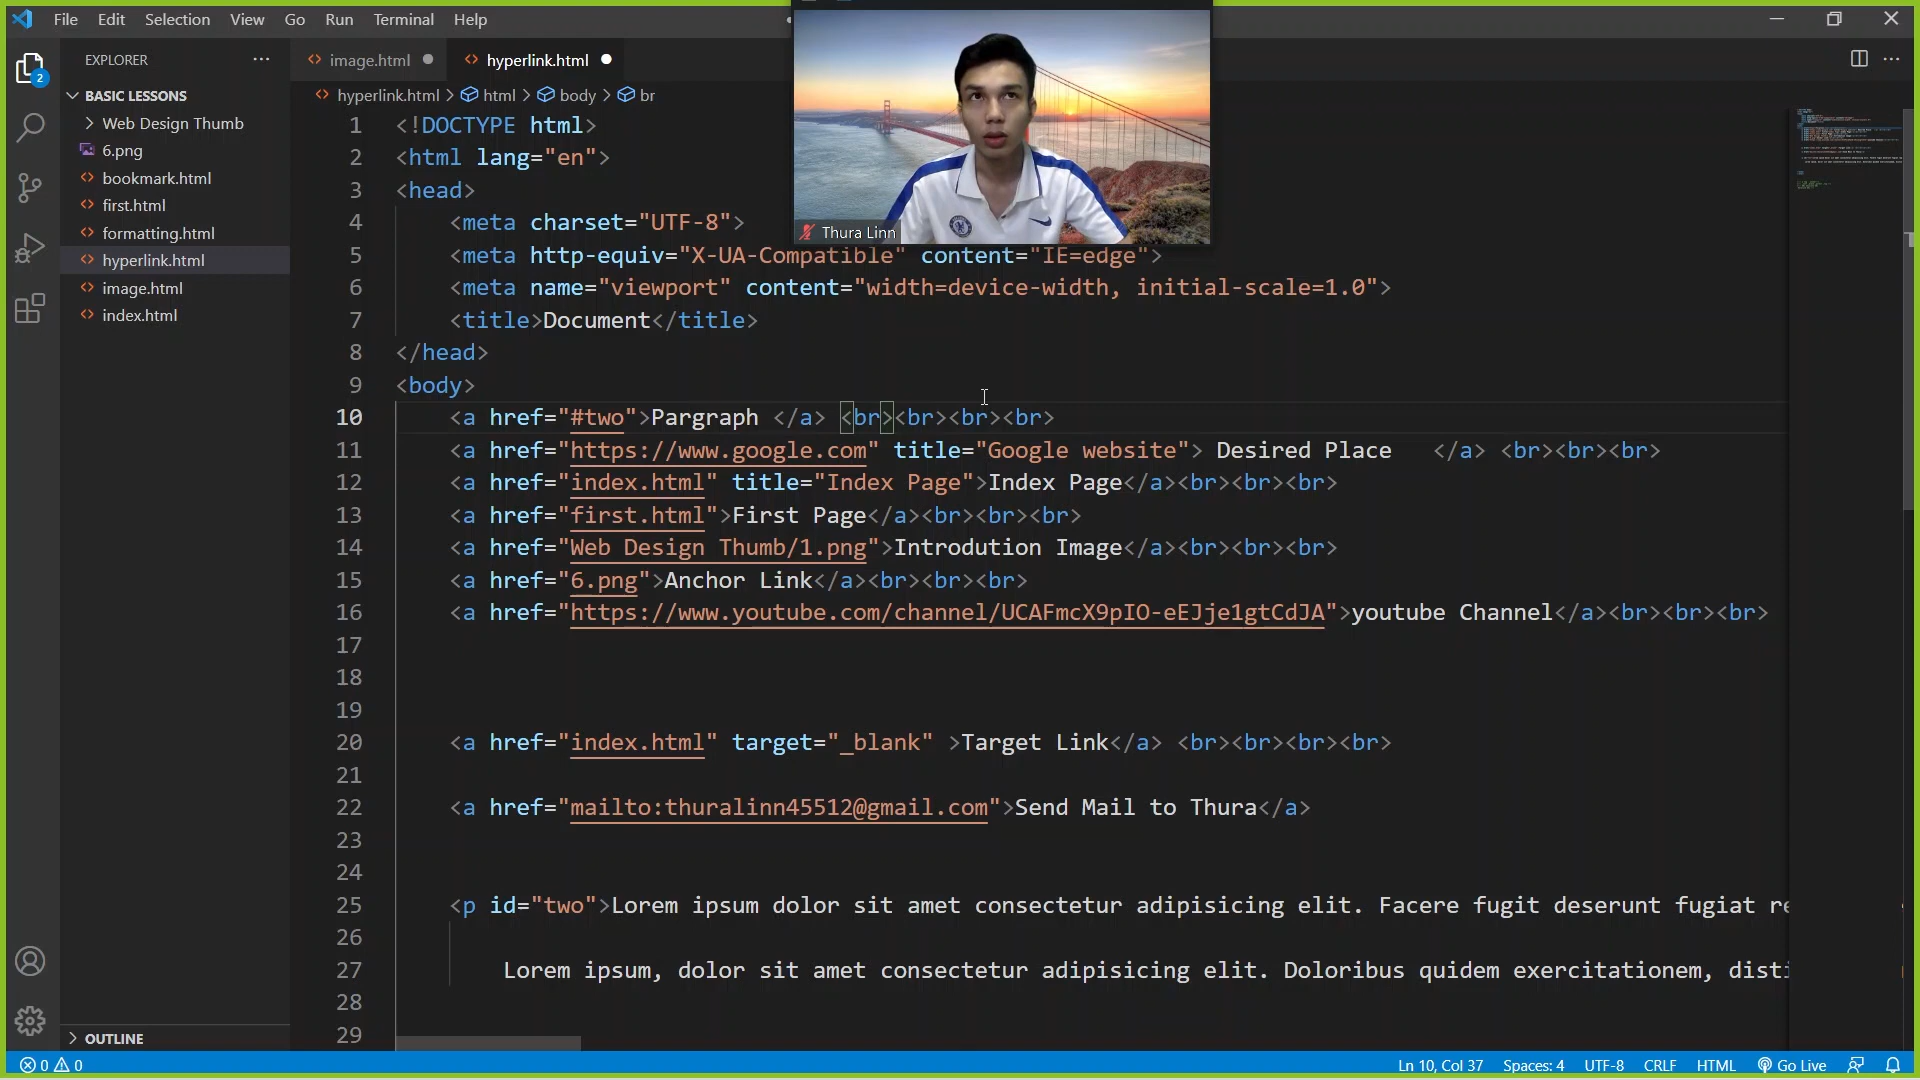 File Edit Selection View Go Run Terminal Help
EXPLORER
image.html
hyperlink.html
2
BASIC LESSONS
Web Design Thumb
6.png
bookmark.html
first.html
formatting.html
hyperlink.html
image.html
index.html
OUTLINE
hyperlink.html > html > body > br
Thura Linn
1 <!DOCTYPE html>
2 <html lang="en">
3 <head>
4 <meta charset="UTF-8">
5 <meta http-equiv="X-UA-Compatible" content="IE=edge">
6 <meta name="viewport" content="width=device-width, initial-scale=1.0">
7 <title>Document</title>
8 </head>
9 <body>
10 <a href="#two">Pargraph </a> <br><br><br><br>
11 <a href="https://www.google.com" title="Google website"> Desired Place </a> <br><br><br>
12 <a href="index.html" title="Index Page">Index Page</a><br><br><br>
13 <a href="first.html">First Page</a><br><br><br>
14 <a href="Web Design Thumb/1.png">Introdution Image</a><br><br><br>
15 <a href="6.png">Anchor Link</a><br><br><br>
16 <a href="https://www.youtube.com/channel/UCAFmcX9pIO-eEJje1gtCdJA">youtube Channel</a><br><br><br>
17
18
19
20 <a href="index.html" target="_blank" >Target Link</a> <br><br><br><br>
21
22 <a href="mailto:thuralinn45512@gmail.com">Send Mail to Thura</a>
23
24
25 <p id="two">Lorem ipsum dolor sit amet consectetur adipisicing elit. Facere fugit deserunt fugiat
26
27 Lorem ipsum, dolor sit amet consectetur adipisicing elit. Doloribus quidem exercitationem,
28
29
0 0
Ln 10, Col 37 Spaces: 4 UTF-8 CRLF HTML Go Live